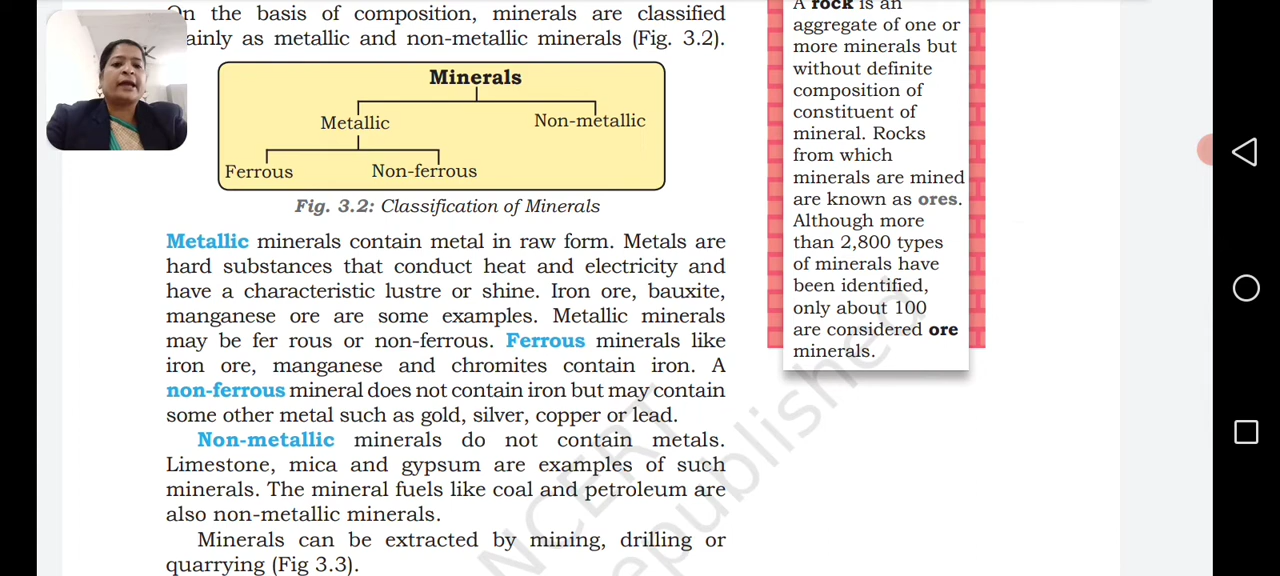 On the basis of composition, minerals are classified
ainly as metallic and non-metallic minerals (Fig. 3.2).
Minerals
Metallic
Non-metallic
Ferrous
Non-ferrous
Fig. 3.2: Classification of Minerals
Metallic minerals contain metal in raw form. Metals are
hard substances that conduct heat and electricity and
have a characteristic lustre or shine. Iron ore, bauxite,
manganese ore are some examples. Metallic minerals
may be fer rous or non-ferrous. Ferrous minerals like
iron ore, manganese and chromites contain iron. A
non-ferrous mineral does not contain iron but may contain
some other metal such as gold, silver, copper or lead.
Non-metallic minerals do not contain metals.
Limestone, mica and gypsum are examples of such
minerals. The mineral fuels like coal and petroleum are
also non-metallic minerals.
Minerals can be extracted by mining, drilling or
quarrying (Fig 3.3).
A rock is an
aggregate of one or
more minerals but
without definite
composition of
constituent of
mineral. Rocks
from which
minerals are mined
are known as ores.
Although more
than 2,800 types
of minerals have
been identified,
only about 100
are considered ore
minerals.
NCERT
republished